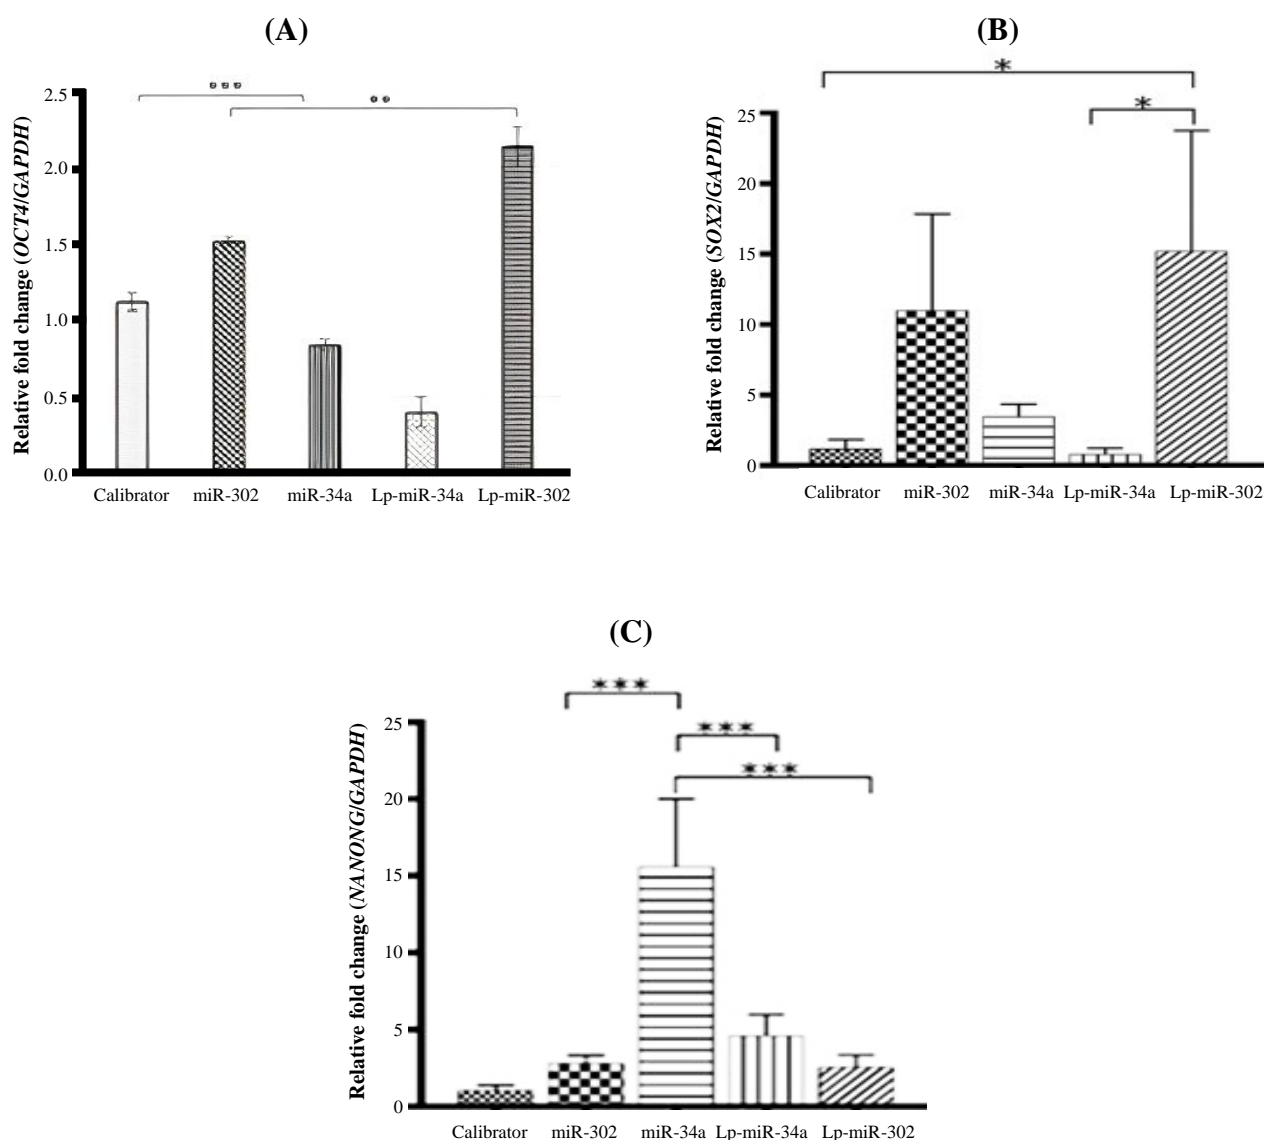 (A)
Relative fold change (OCT4/GAPDH)
2.5
2.0
1.5
1.0
0.5
0.0
***
**
Calibrator miR-302 miR-34a Lp-miR-34a Lp-miR-302
(B)
Relative fold change (SOX2/GAPDH)
25
20
15
10
5
0
*
*
Calibrator miR-302 miR-34a Lp-miR-34a Lp-miR-302
(C)
Relative fold change (NANONG/GAPDH)
25
20
15
10
5
0
***
***
***
Calibrator miR-302 miR-34a Lp-miR-34a Lp-miR-302